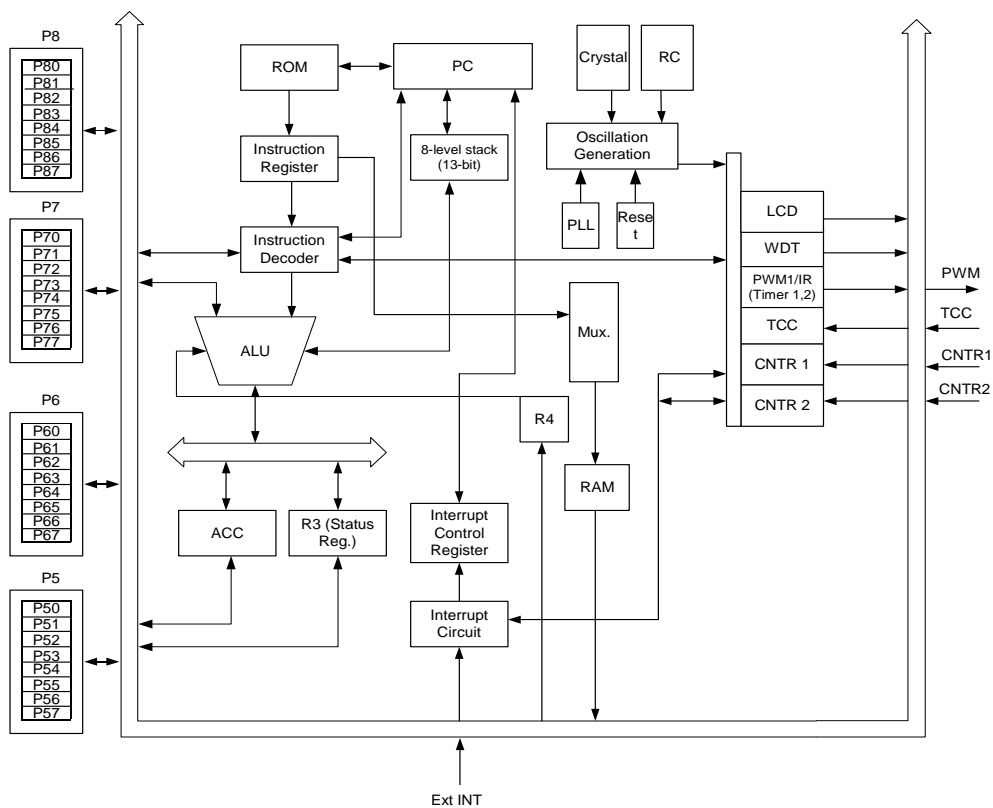 P8
P80
P81
P82
P83
P84
P85
P86
P87
P7
P70
P71
P72
P73
P74
P75
P76
P77
P6
P60
P61
P62
P63
P64
P65
P66
P67
P5
P50
P51
P52
P53
P54
P55
P56
P57
ROM
PC
Instruction
Register
8-level stack
(13-bit)
Instruction
Decoder
ALU
ACC
R3 (Status
Reg.)
Interrupt
Control
Register
Interrupt
Circuit
R4
Mux.
RAM
Crystal
RC
Oscillation
Generation
PLL
Rese
t
LCD
WDT
PWM1/IR
(Timer 1,2)
TCC
CNTR 1
CNTR 2
PWM
TCC
CNTR1
CNTR2
Ext INT